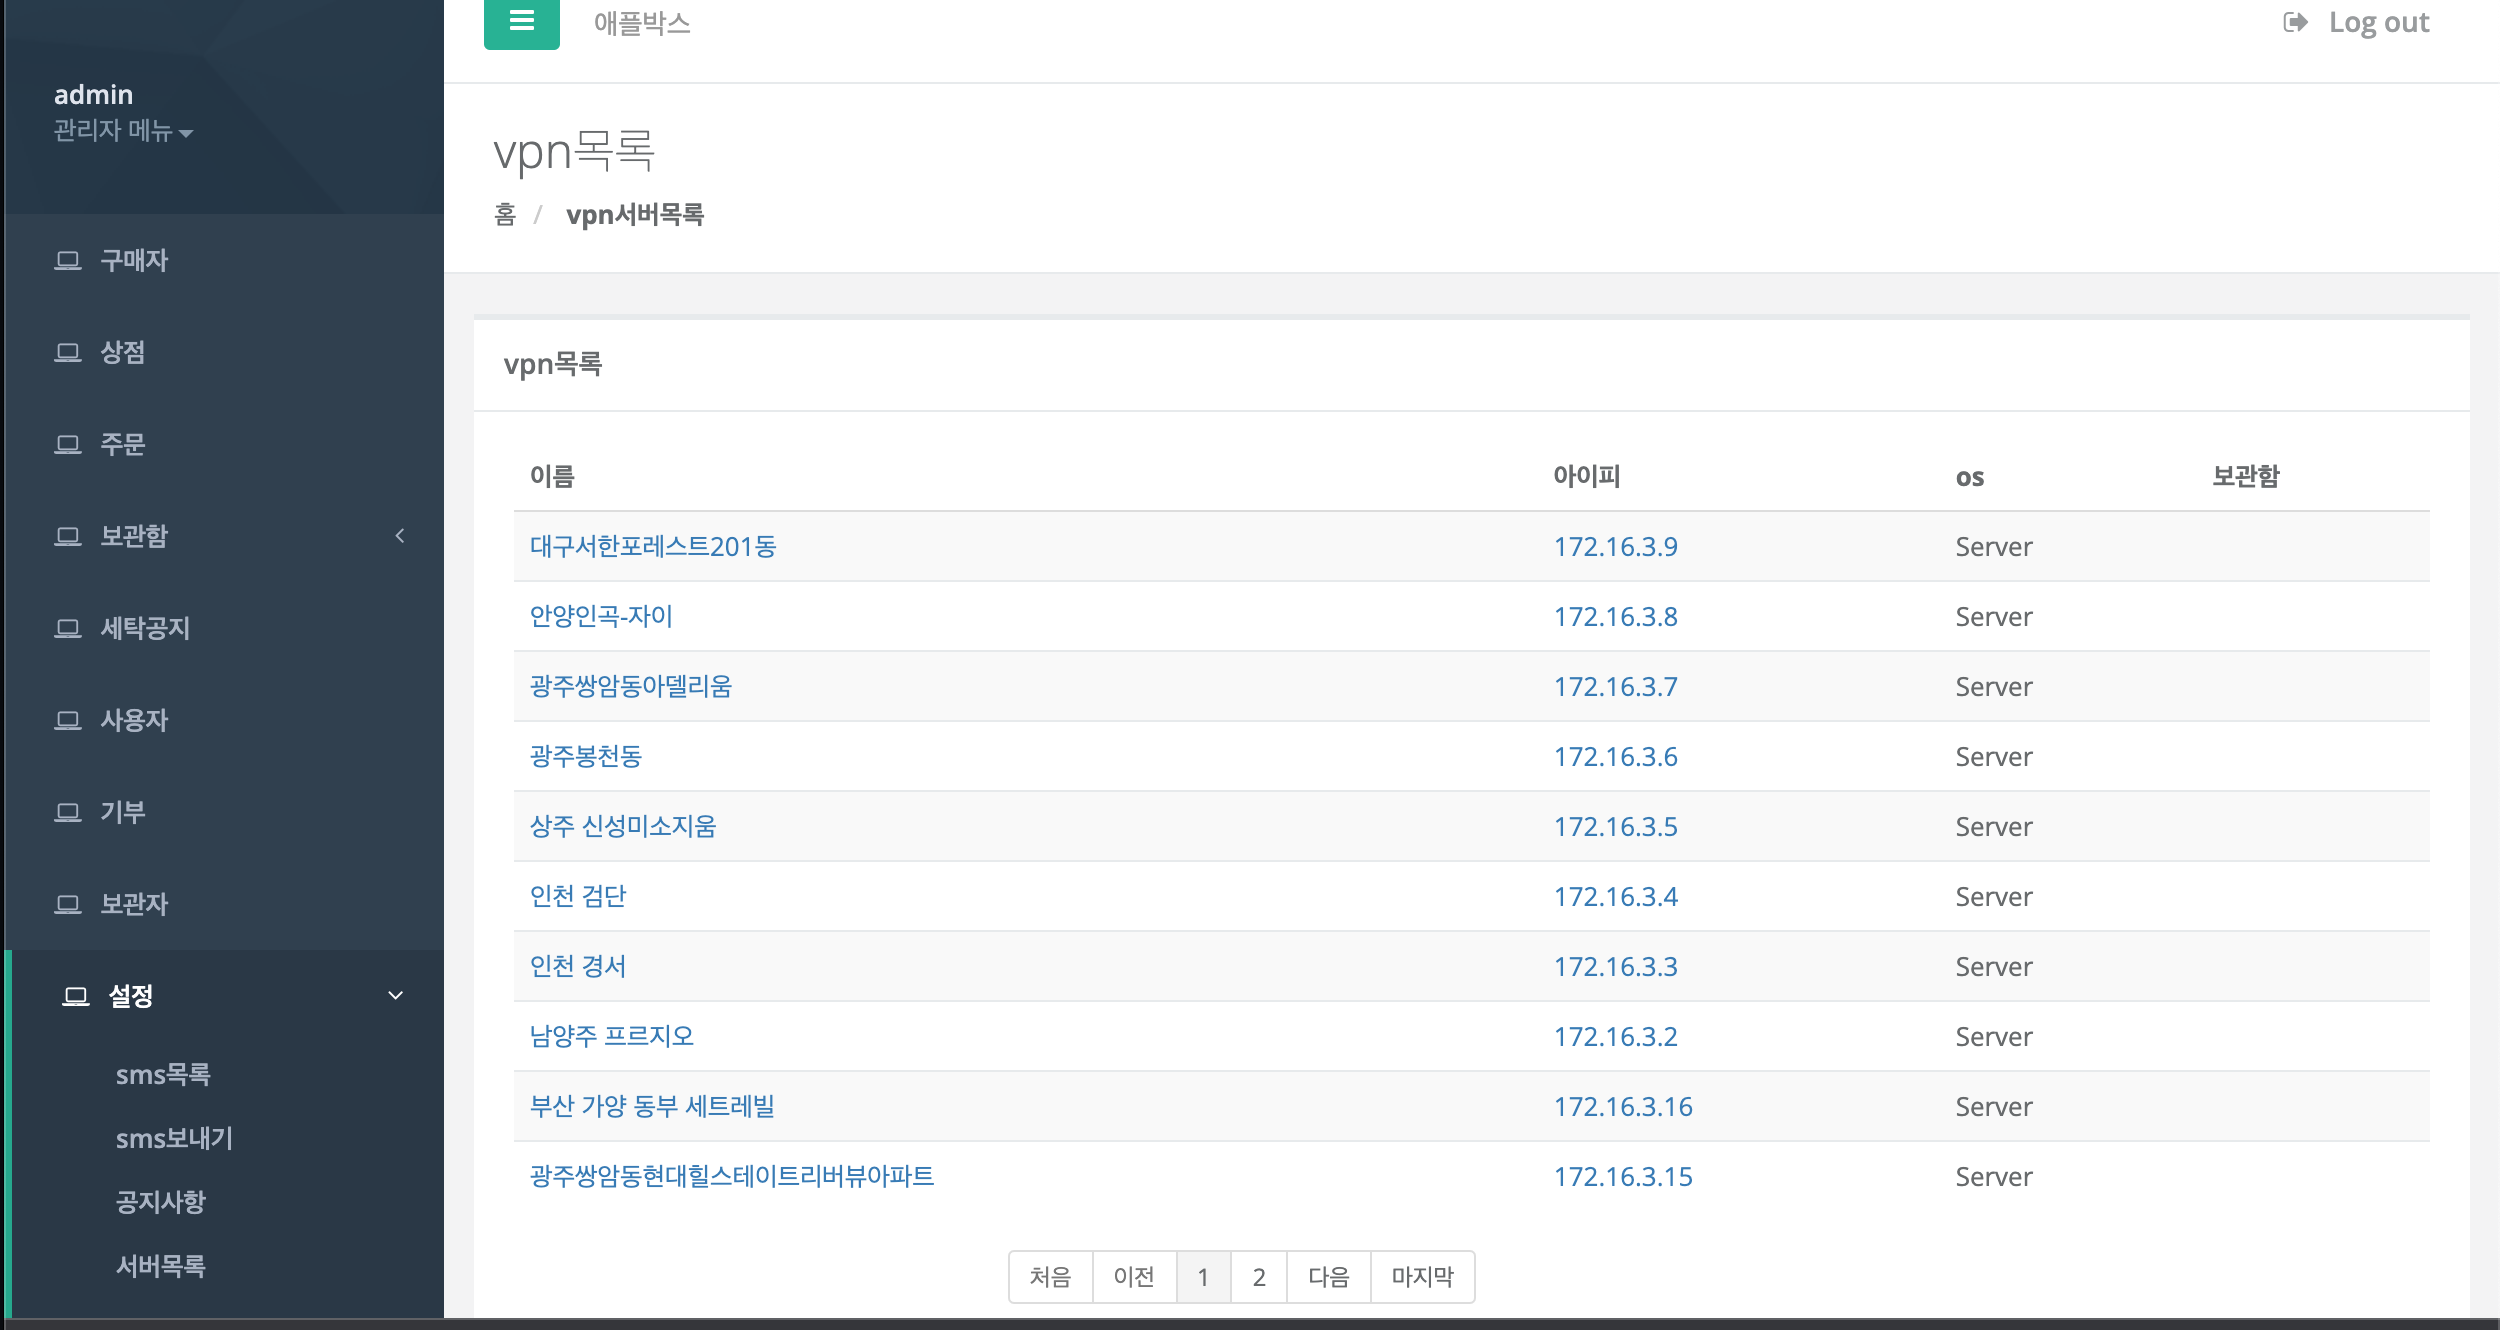 애플박스
Log out
admin
관리자 메뉴
구매자
상점
주문
보관함
세탁공지
사용자
기부
보관자
설정
sms목록
sms보내기
공지사항
서버목록
vpn목록
홈 / vpn서버목록
vpn목록
이름 아이피 os 보관함
대구서한포레스트201동 172.16.3.9 Server
안양인곡-자이 172.16.3.8 Server
광주쌍암동아델리움 172.16.3.7 Server
광주봉천동 172.16.3.6 Server
상주 신성미소지움 172.16.3.5 Server
인천 검단 172.16.3.4 Server
인천 경서 172.16.3.3 Server
남양주 프르지오 172.16.3.2 Server
부산 가양 동부 세트레빌 172.16.3.16 Server
광주쌍암동현대힐스테이트리버뷰아파트 172.16.3.15 Server
처음 이전 1 2 다음 마지막